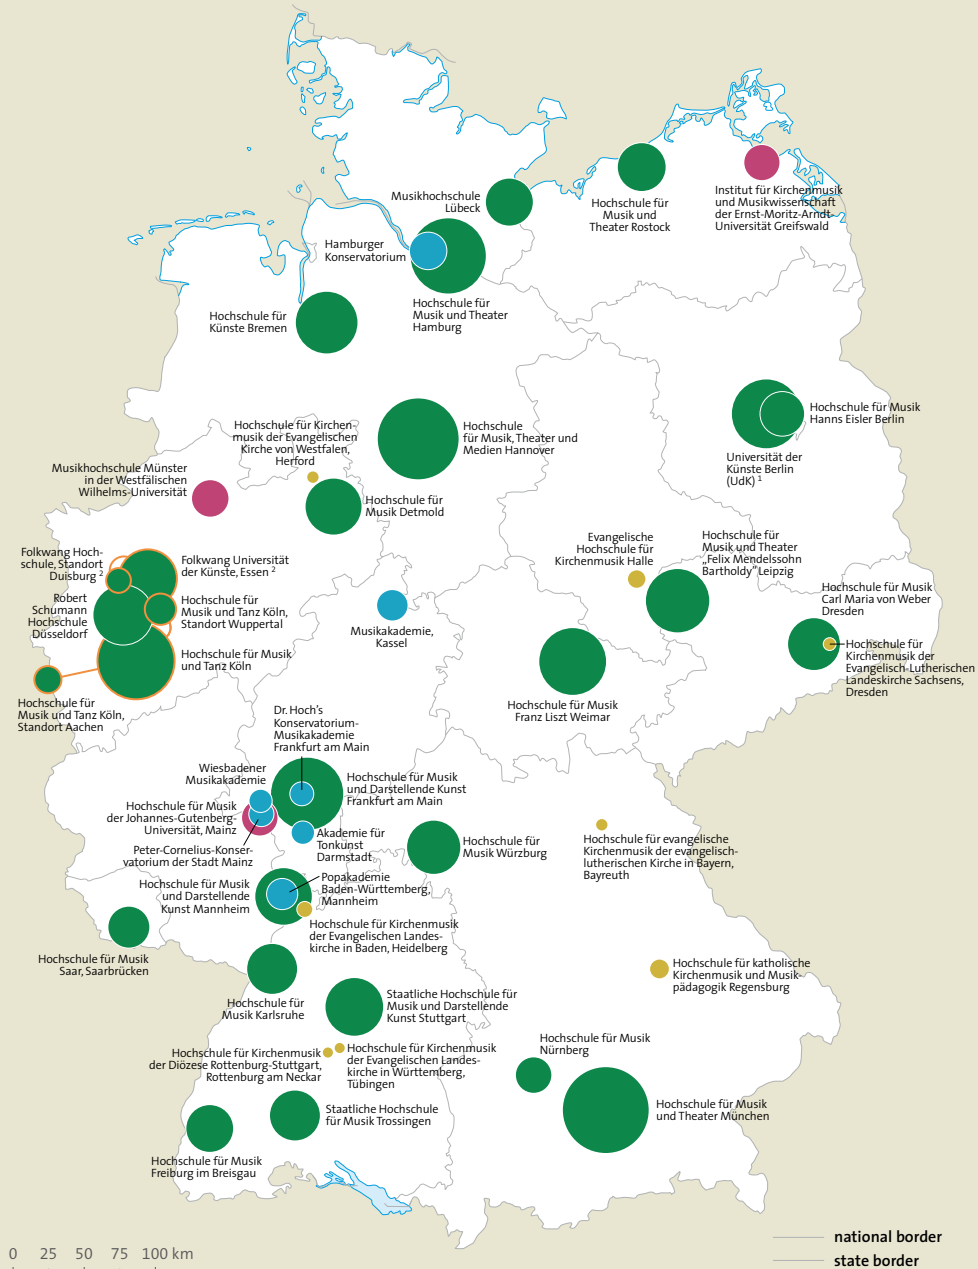 Musikhochschule
Lübeck
Hochschule für
Musik und
Theater Rostock
Institut für Kirchenmusik
und Musikwissenschaft
der Ernst-Moritz-Arndt-
Universität Greifswald
Hamburger
Konservatorium
Hochschule für
Musik und Theater
Hamburg
Hochschule für
Künste Bremen
Hochschule für Musik
Hanns Eisler Berlin
Universität der
Künste Berlin
(UdK) 1
Hochschule
für Musik, Theater und
Medien Hannover
Hochschule für Kirchen-
musik der Evangelischen
Kirche von Westfalen,
Herford
Musikhochschule Münster
in der Westfälischen
Wilhelms-Universität
Hochschule für
Musik Detmold
Folkwang Hoch-
schule, Standort
Duisburg 2
Folkwang Universität
der Künste, Essen 2
Robert
Schumann
Hochschule
Düsseldorf
Hochschule für
Musik und Tanz Köln,
Standort Wuppertal
Hochschule für Musik
und Tanz Köln
Hochschule für
Musik und Tanz Köln,
Standort Aachen
Musikakademie,
Kassel
Evangelische
Hochschule für
Kirchenmusik Halle
Hochschule für
Musik und Theater
„Felix Mendelssohn
Bartholdy“ Leipzig
Hochschule für Musik
Carl Maria von Weber
Dresden
Hochschule für
Kirchenmusik der
Evangelisch-Lutherischen
Landeskirche Sachsens,
Dresden
Hochschule für Musik
Franz Liszt Weimar
Dr. Hoch’s
Konservatorium-
Musikakademie
Frankfurt am Main
Wiesbadener
Musikakademie
Hochschule für Musik
und Darstellende Kunst
Frankfurt am Main
Hochschule für Musik
der Johannes-Gutenberg-
Universität, Mainz
Peter-Cornelius-Konser-
vatorium der Stadt Mainz
Akademie für
Tonkunst
Darmstadt
Hochschule für
Musik Würzburg
Hochschule für evangelische
Kirchenmusik der evangelisch-
lutherischen Kirche in Bayern,
Bayreuth
Hochschule für Musik
und Darstellende
Kunst Mannheim
Popakademie
Baden-Württemberg,
Mannheim
Hochschule für Kirchenmusik
der Evangelischen Landes-
kirche in Baden, Heidelberg
Hochschule für Musik
Saar, Saarbrücken
Hochschule für
Musik Karlsruhe
Staatliche Hochschule für
Musik und Darstellende
Kunst Stuttgart
Hochschule für katholische
Kirchenmusik und Musik-
pädagogik Regensburg
Hochschule für Kirchenmusik
der Diözese Rottenburg-Stuttgart,
Rottenburg am Neckar
Hochschule für Kirchenmusik
der Evangelischen Landes-
kirche in Württemberg,
Tübingen
Hochschule für Musik
Nürnberg
Hochschule für Musik
und Theater München
Staatliche Hochschule
für Musik Trossingen
Hochschule für Musik
Freiburg im Breisgau
0 25 50 75 100 km
national border
state border